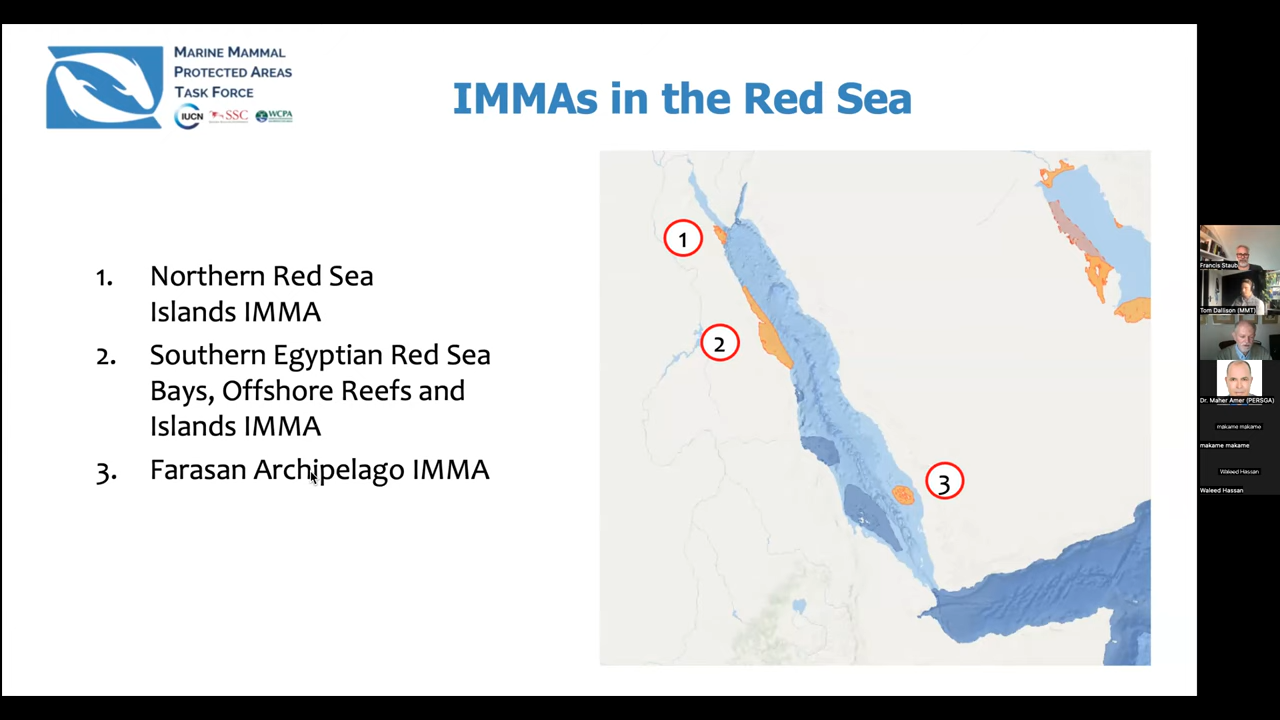 MARINE MAMMAL
PROTECTED AREAS
TASK FORCE
IUCN SSC WCPA
IMMAs in the Red Sea
1. Northern Red Sea
Islands IMMA
2. Southern Egyptian Red Sea
Bays, Offshore Reefs and
Islands IMMA
3. Farasan Archipelago IMMA
1
2
3
Francis Staub
Tom Dallison (MMT)
Dr. Maher Amer (PERSGA)
makame makame
makame makame
Waleed Hassan
Waleed Hassan